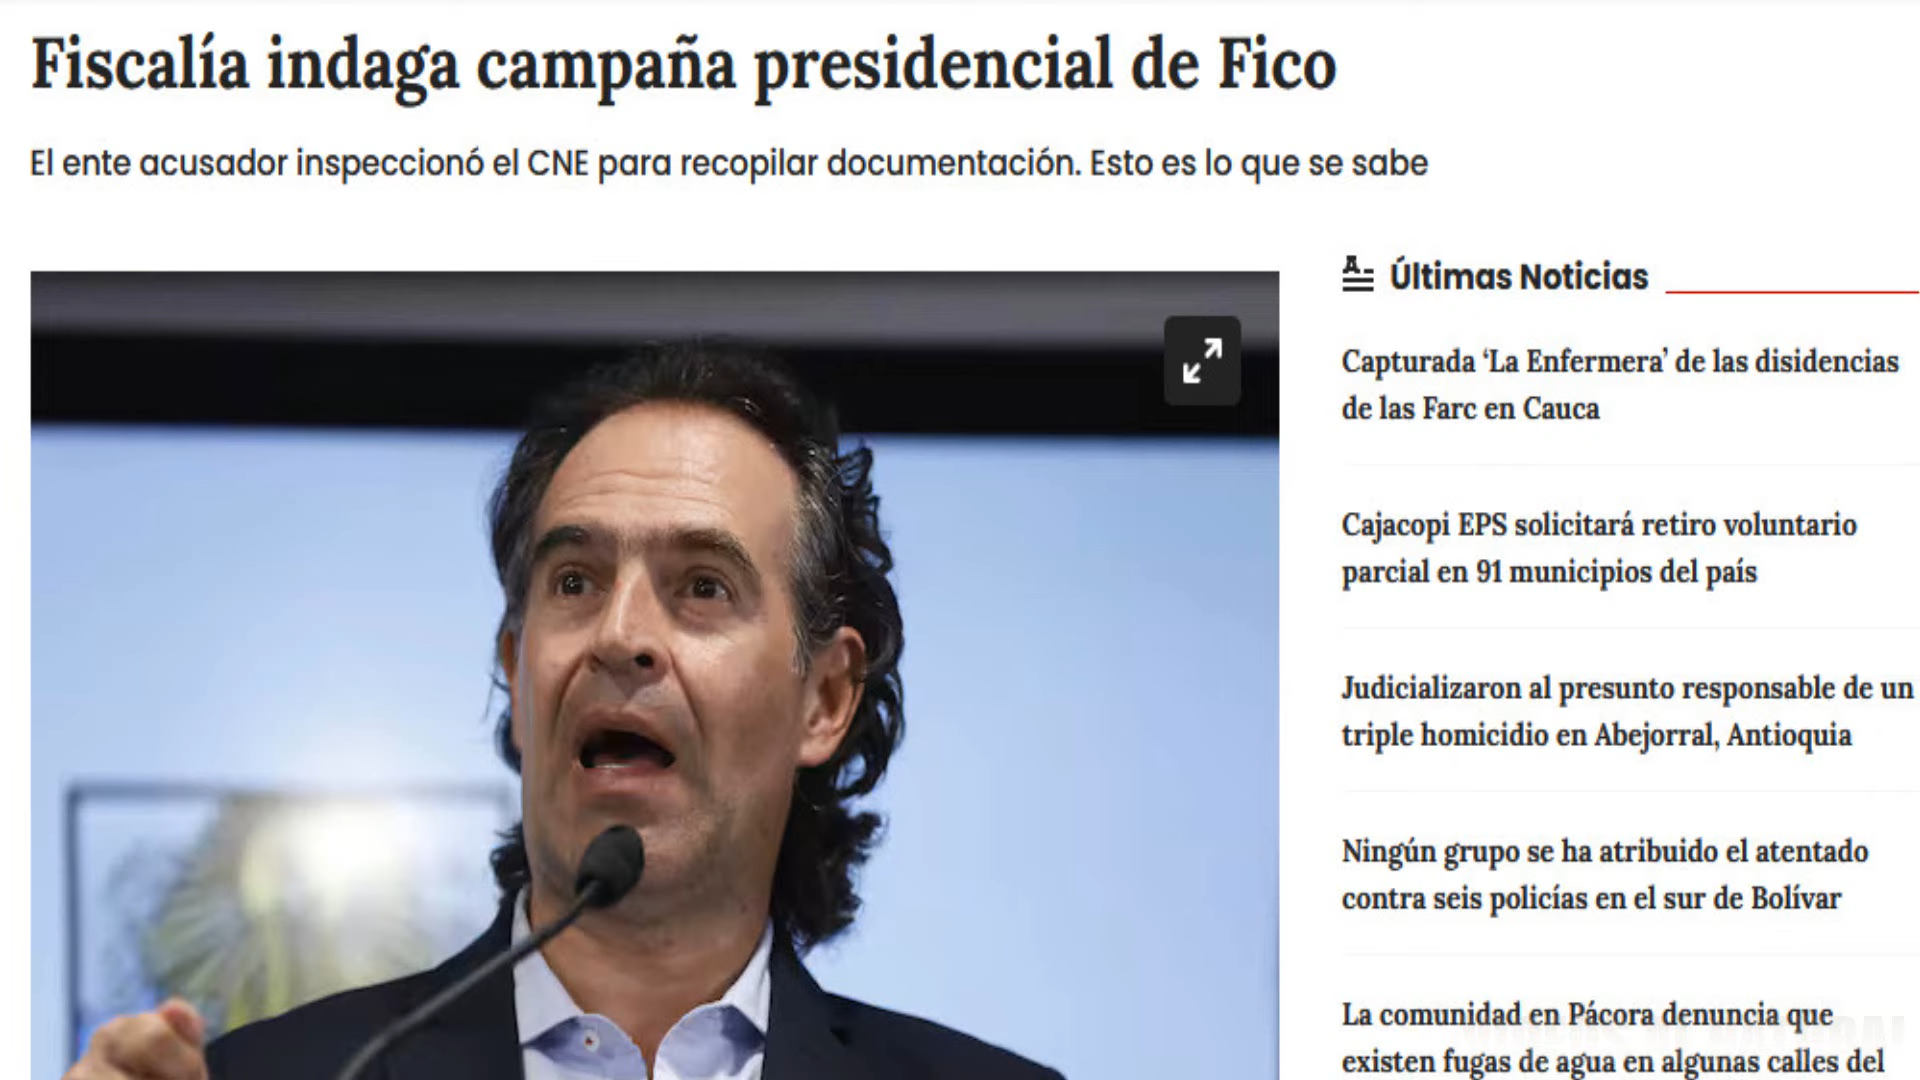 Fiscalía indaga campaña presidencial de Fico
El ente acusador inspeccionó el CNE para recopilar documentación. Esto es lo que se sabe
Últimas Noticias
Capturada ‘La Enfermera’ de las disidencias
de las Farc en Cauca
Cajacopi EPS solicitará retiro voluntario
parcial en 91 municipios del país
Judicializaron al presunto responsable de un
triple homicidio en Abejorral, Antioquia
Ningún grupo se ha atribuido el atentado
contra seis policías en el sur de Bolívar
La comunidad en Pácora denuncia que
existen fugas de agua en algunas calles del